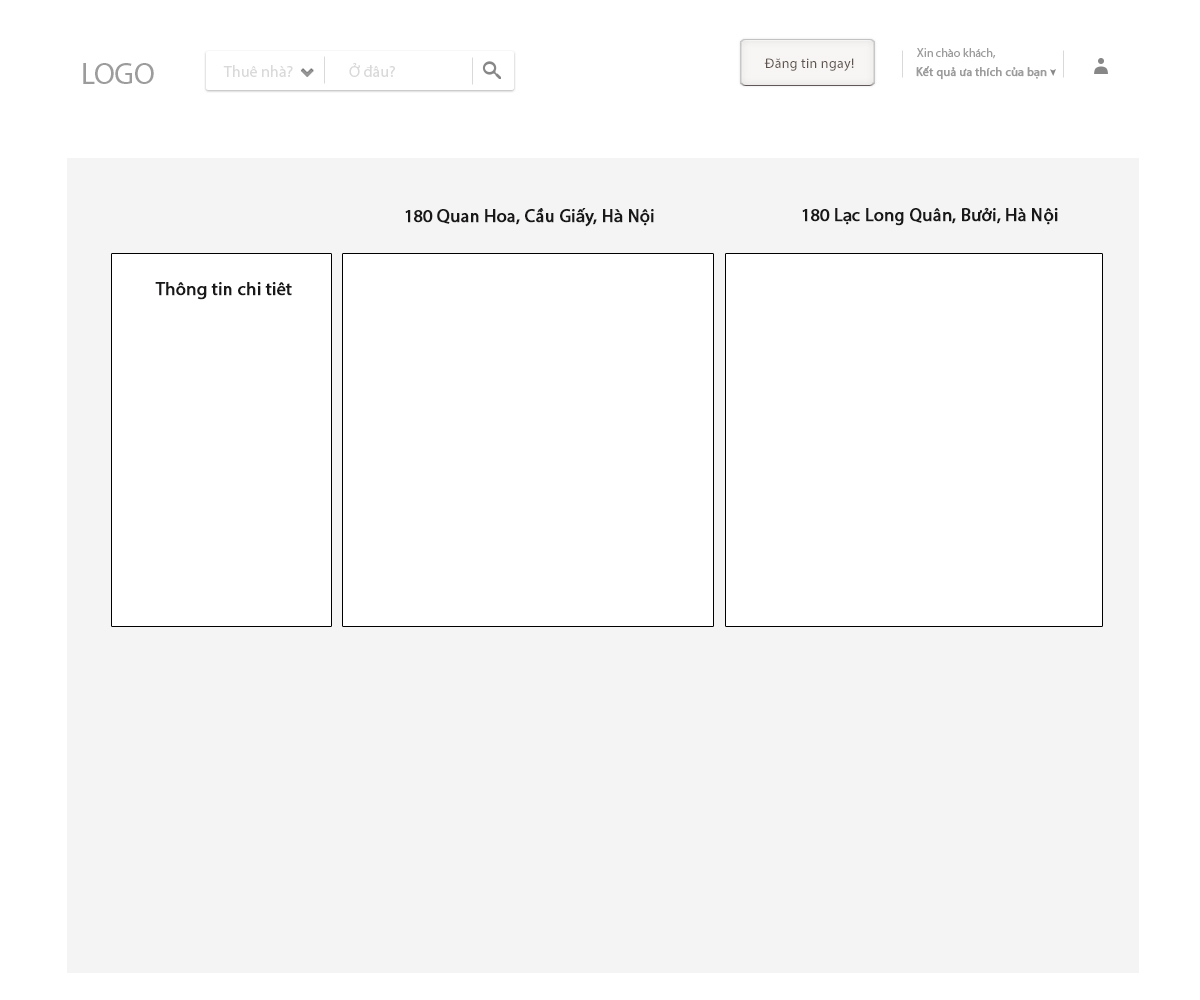 LOGO
Thuê nhà?
Ở đâu?
Đăng tin ngay!
Xin chào khách,
Kết quả ưa thích của bạn
180 Quan Hoa, Cầu Giấy, Hà Nội
180 Lạc Long Quân, Bưởi, Hà Nội
Thông tin chi tiêt